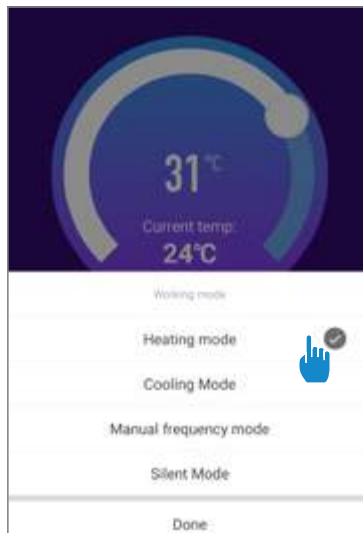 31°C
Current temp:
24°C
Working mode
Heating mode
Cooling Mode
Manual frequency mode
Silent Mode
Done